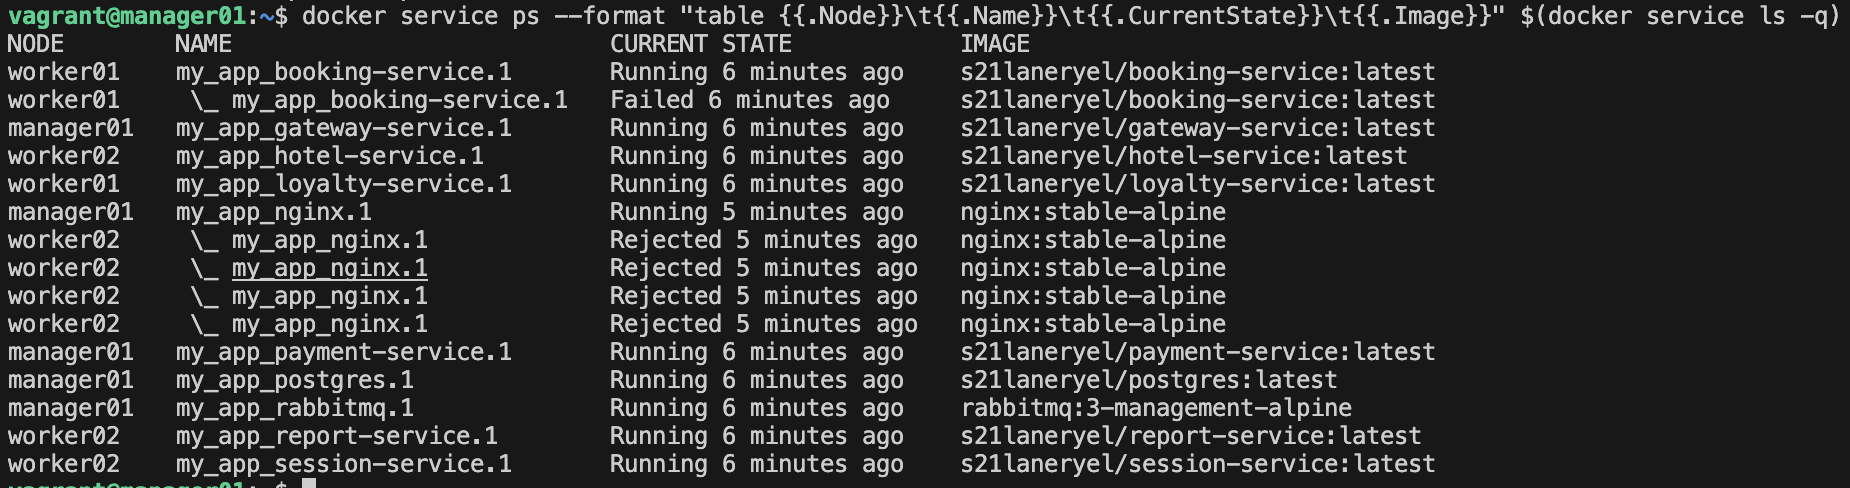 vagrant@manager01:~$ docker service ps --format "table {{.Node}}\t{{.Name}}\t{{.CurrentState}}\t{{.Image}}" $(docker service ls -q)
NODE NAME CURRENT STATE IMAGE
worker01 my_app_booking-service.1 Running 6 minutes ago s21laneryel/booking-service:latest
worker01 \_ my_app_booking-service.1 Failed 6 minutes ago s21laneryel/booking-service:latest
manager01 my_app_gateway-service.1 Running 6 minutes ago s21laneryel/gateway-service:latest
worker02 my_app_hotel-service.1 Running 6 minutes ago s21laneryel/hotel-service:latest
worker01 my_app_loyalty-service.1 Running 6 minutes ago s21laneryel/loyalty-service:latest
manager01 my_app_nginx.1 Running 5 minutes ago nginx:stable-alpine
worker02 \_ my_app_nginx.1 Rejected 5 minutes ago nginx:stable-alpine
worker02 \_ my_app_nginx.1 Rejected 5 minutes ago nginx:stable-alpine
worker02 \_ my_app_nginx.1 Rejected 5 minutes ago nginx:stable-alpine
worker02 \_ my_app_nginx.1 Rejected 5 minutes ago nginx:stable-alpine
manager01 my_app_payment-service.1 Running 6 minutes ago s21laneryel/payment-service:latest
manager01 my_app_postgres.1 Running 6 minutes ago s21laneryel/postgres:latest
manager01 my_app_rabbitmq.1 Running 6 minutes ago rabbitmq:3-management-alpine
worker02 my_app_report-service.1 Running 6 minutes ago s21laneryel/report-service:latest
worker02 my_app_session-service.1 Running 6 minutes ago s21laneryel/session-service:latest
vagrant@manager01:~$